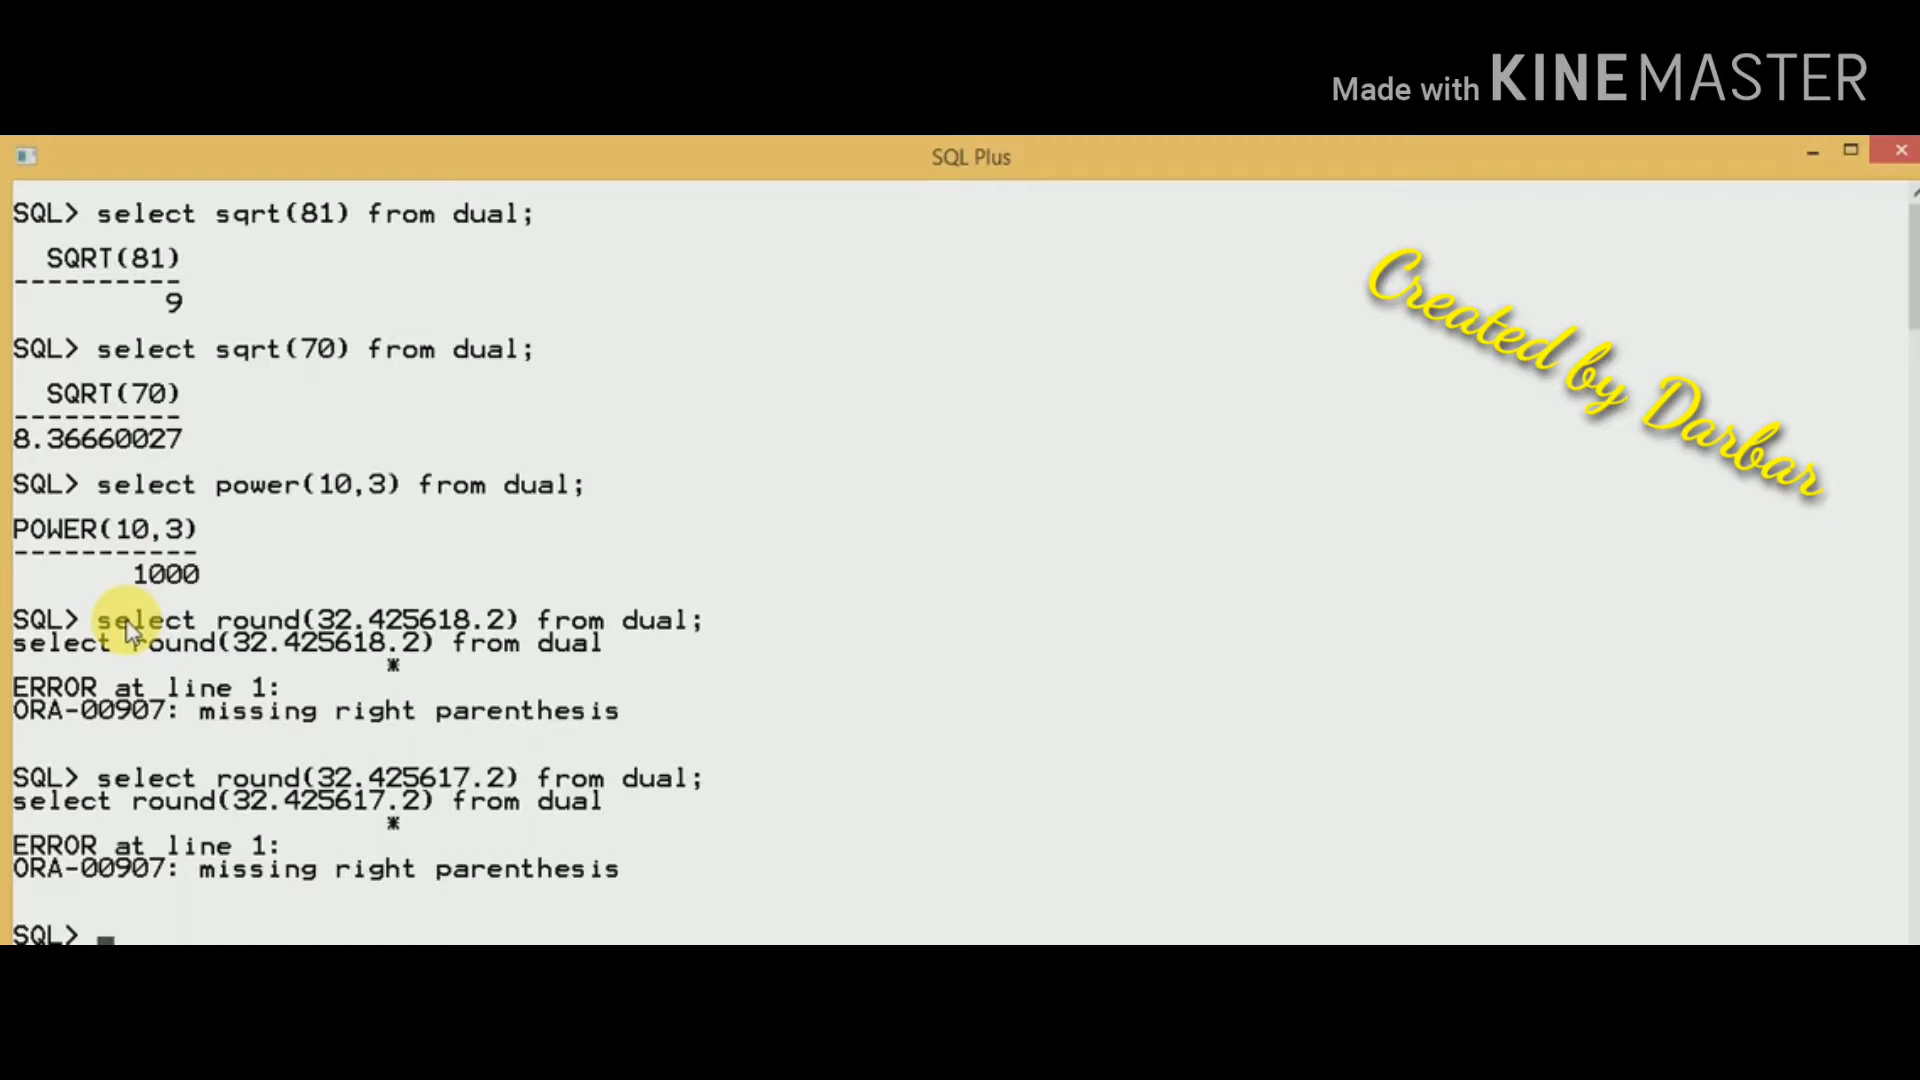 Made with KINEMASTER
SQL Plus
SQL> select sqrt(81) from dual;
SQRT(81)
----------
9
SQL> select sqrt(70) from dual;
SQRT(70)
----------
8.36660027
SQL> select power(10,3) from dual;
POWER(10,3)
-----------
1000
SQL> select round(32.425618.2) from dual;
select round(32.425618.2) from dual
*
ERROR at line 1:
ORA-00907: missing right parenthesis
SQL> select round(32.425617.2) from dual;
select round(32.425617.2) from dual
*
ERROR at line 1:
ORA-00907: missing right parenthesis
SQL>
Created by Darbar